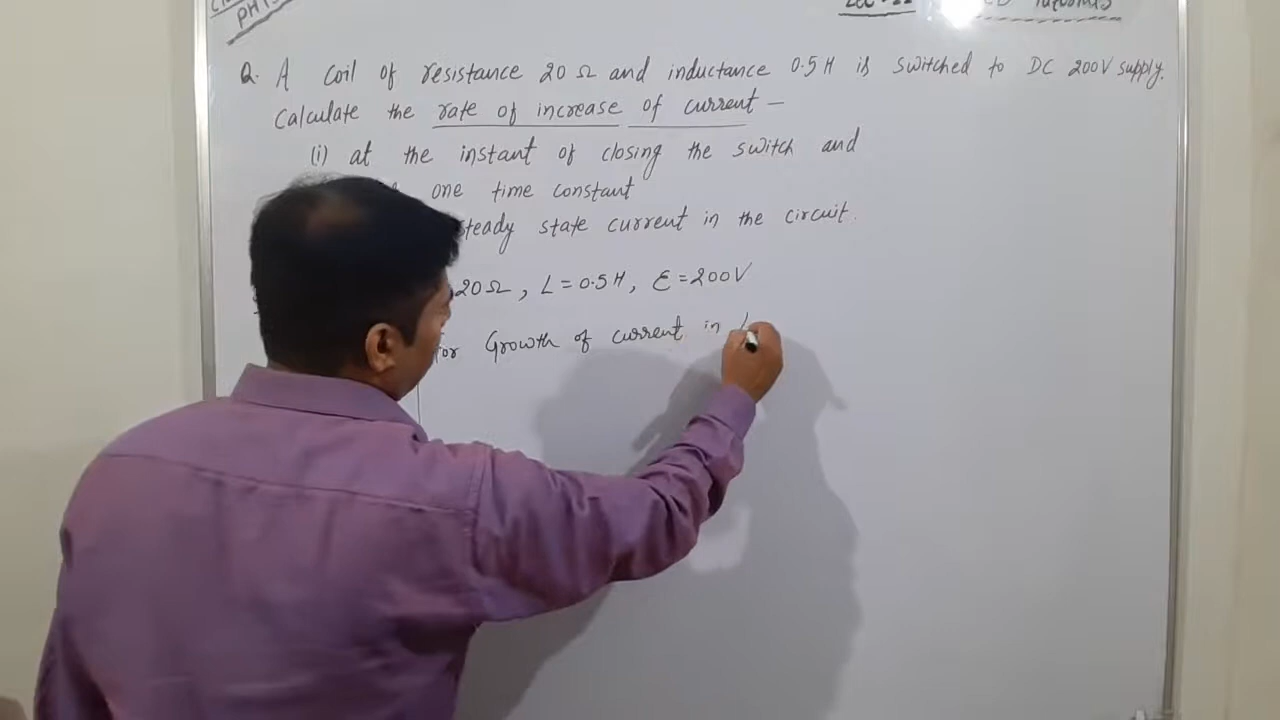 PHYS
Q. A coil of resistance 20 Ω and inductance 0.5 H is switched to DC 200V supply.
Calculate the rate of increase of current —
(i) at the instant of closing the switch and
one time constant
steady state current in the circuit.
20Ω, L = 0.5H, Ɛ = 200V
For Growth of current in